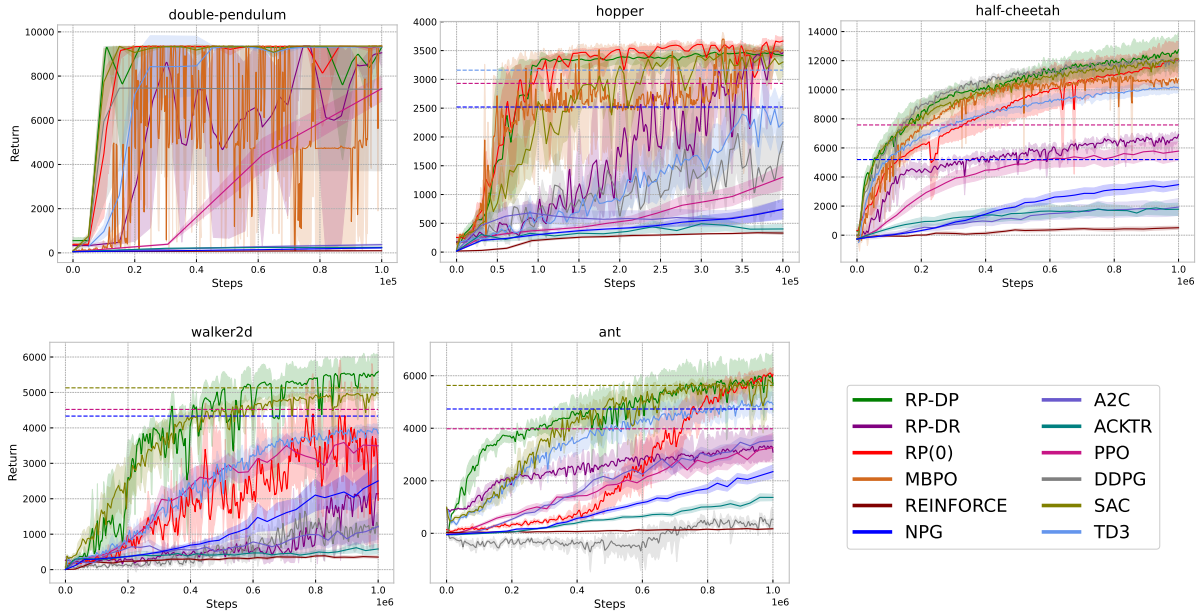 double-pendulum
Return
10000
8000
6000
4000
2000
0
0.0 0.2 0.4 0.6 0.8 1.0
Steps
1e5
hopper
4000
3500
3000
2500
2000
1500
1000
500
0
0.0 0.5 1.0 1.5 2.0 2.5 3.0 3.5 4.0
Steps
1e5
half-cheetah
14000
12000
10000
8000
6000
4000
2000
0
0.0 0.2 0.4 0.6 0.8 1.0
Steps
1e6
walker2d
Return
6000
5000
4000
3000
2000
1000
0
0.0 0.2 0.4 0.6 0.8 1.0
Steps
1e6
ant
6000
4000
2000
0
0.0 0.2 0.4 0.6 0.8 1.0
Steps
1e6
RP-DP
RP-DR
RP(0)
MBPO
REINFORCE
NPG
A2C
ACKTR
PPO
DDPG
SAC
TD3